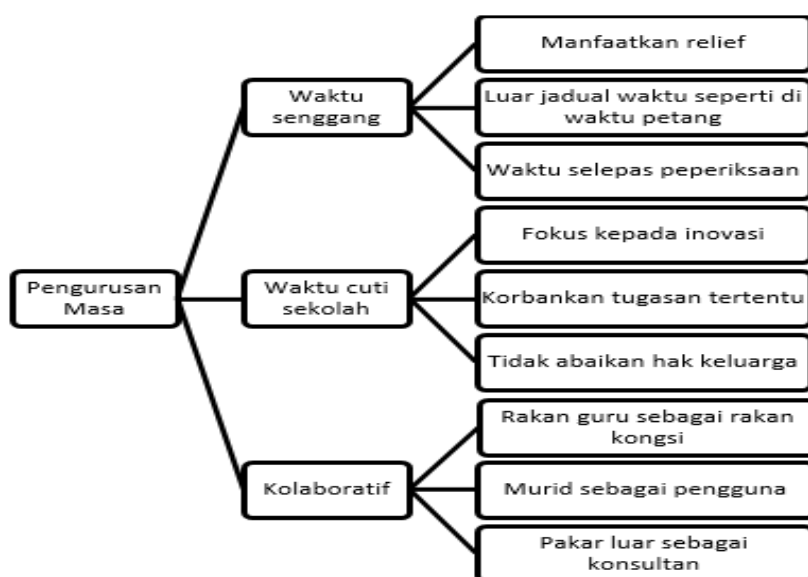 Pengurusan
Masa
Waktu
senggang
Manfaatkan relief
Luar jadual waktu seperti di
waktu petang
Waktu selepas peperiksaan
Waktu cuti
sekolah
Fokus kepada inovasi
Korbankan tugasan tertentu
Tidak abaikan hak keluarga
Kolaboratif
Rakan guru sebagai rakan
kongsi
Murid sebagai pengguna
Pakar luar sebagai
konsultan